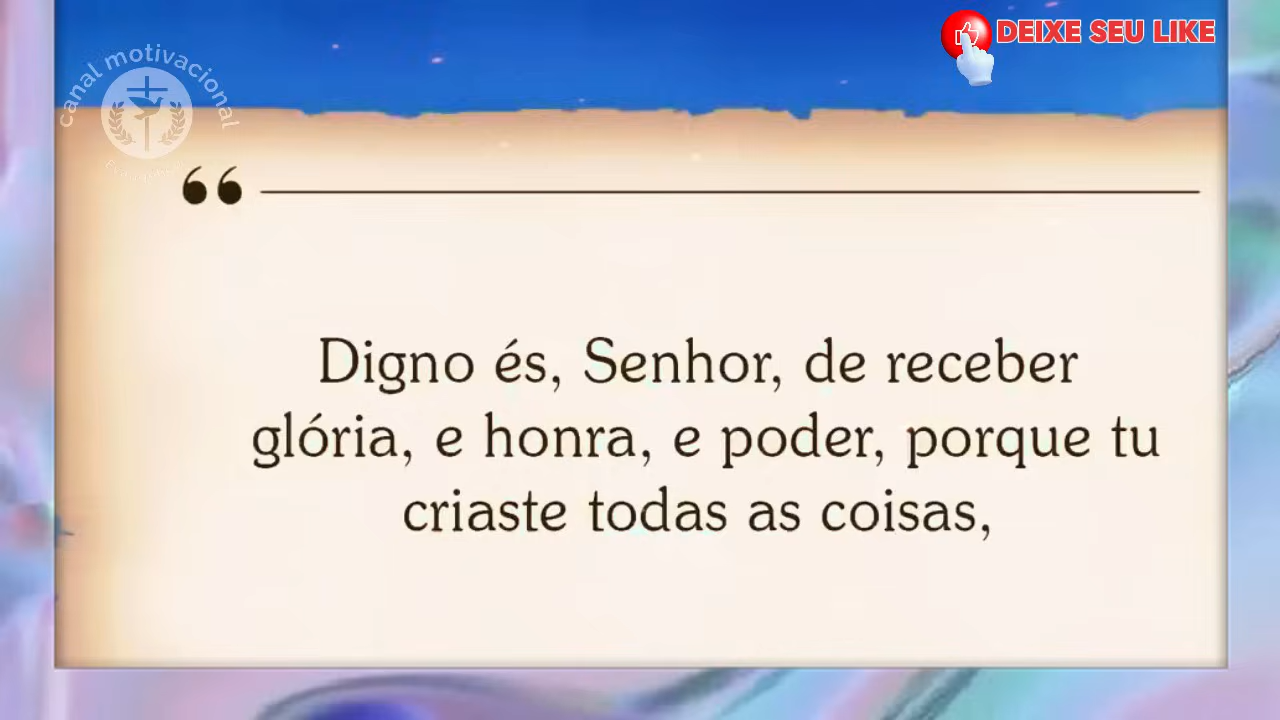 DEIXE SEU LIKE
canal motivacional
“
Digno és, Senhor, de receber
glória, e honra, e poder, porque tu
criaste todas as coisas,